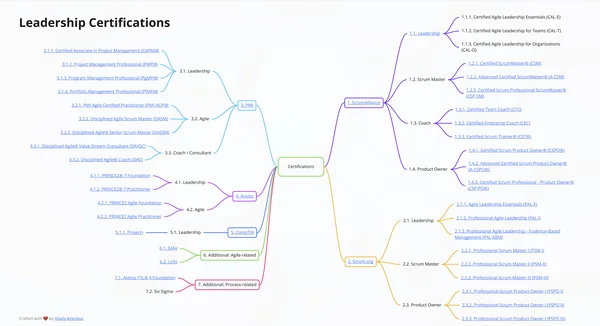 Leadership Certifications
3.1.1. Certified Associate in Project Management (CAPM)®
3.1.2. Project Management Professional (PMP)®
3.1.3. Program Management Professional (PgMP)®
3.1.4. Portfolio Management Professional (PfMP)®
3.1. Leadership
3.2.1. PMI Agile Certified Practitioner (PMI-ACP)®
3.2.2. Disciplined Agile Scrum Master (DASM)
3.2.3. Disciplined Agile® Senior Scrum Master (DASSM)
3.2. Agile
3.3.1. Disciplined Agile® Value Stream Consultant (DAVSC)
3.3.2. Disciplined Agile® Coach (DAC)
3.3. Coach / Consultant
3. PMI
4.1.1. PRINCE2® 7 Foundation
4.1.2. PRINCE2® 7 Practitioner
4.1. Leadership
4.2.1. PRINCE2 Agile Foundation
4.2.2. PRINCE2 Agile Practitioner
4.2. Agile
4. Axelos
5.1.1. Project+
5.1. Leadership
5. CompTIA
6.1. SAFe
6.2. LeSS
6. Additional: Agile-related
7.1. Axelos ITIL® 4 Foundation
7.2. Six Sigma
7. Additional: Process-related
Certifications
1. ScrumAlliance
1.1. Leadership
1.1.1. Certified Agile Leadership Essentials (CAL-E)
1.1.2. Certified Agile Leadership for Teams (CAL-T)
1.1.3. Certified Agile Leadership for Organizations
(CAL-O)
1.2. Scrum Master
1.2.1. Certified ScrumMaster® (CSM)
1.2.2. Advanced Certified ScrumMaster® (A-CSM)
1.2.3. Certified Scrum Professional ScrumMaster®
(CSP-SM)
1.3. Coach
1.3.1. Certified Team Coach (CTC)
1.3.2. Certified Enterprise Coach (CEC)
1.3.3. Certified Scrum Trainer® (CST®)
1.4. Product Owner
1.4.1. Certified Scrum Product Owner® (CSPO®)
1.4.2. Advanced Certified Scrum Product Owner®
(A-CSPO®)
1.4.3. Certified Scrum Professional - Product Owner®
(CSP-PO®)
2. Scrum.org
2.1. Leadership
2.1.1. Agile Leadership Essentials (PAL-E)
2.1.2. Professional Agile Leadership (PAL I)
2.1.3. Professional Agile Leadership - Evidence-Based
Management (PAL-EBM)
2.2. Scrum Master
2.2.1. Professional Scrum Master I (PSM-I)
2.2.2. Professional Scrum Master II (PSM-II)
2.2.3. Professional Scrum Master III (PSM-III)
2.3. Product Owner
2.3.1. Professional Scrum Product Owner I (PSPO I)
2.3.2. Professional Scrum Product Owner I (PSPO II)
2.3.3. Professional Scrum Product Owner I (PSPO III)
Crafted with ❤ by